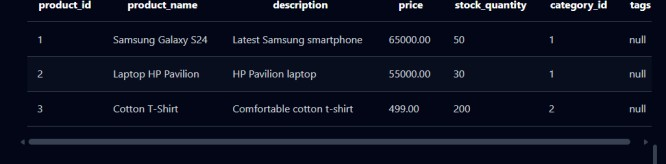 product_id product_name description price stock_quantity category_id tags
1 Samsung Galaxy S24 Latest Samsung smartphone 65000.00 50 1 null
2 Laptop HP Pavilion HP Pavilion laptop 55000.00 30 1 null
3 Cotton T-Shirt Comfortable cotton t-shirt 499.00 200 2 null